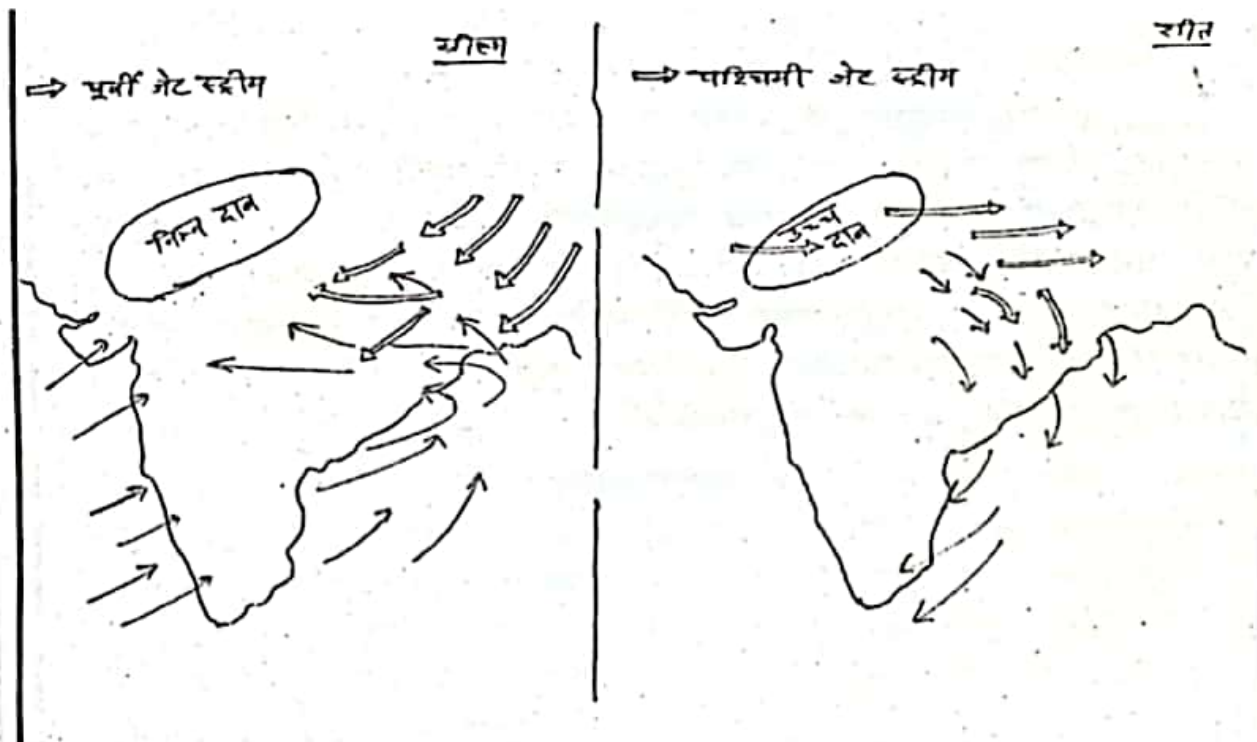 ग्रीष्म
⇒ पूर्वी जेट स्ट्रीम
निम्न दाब
शीत
⇒ पश्चिमी जेट स्ट्रीम
उच्च
दाब